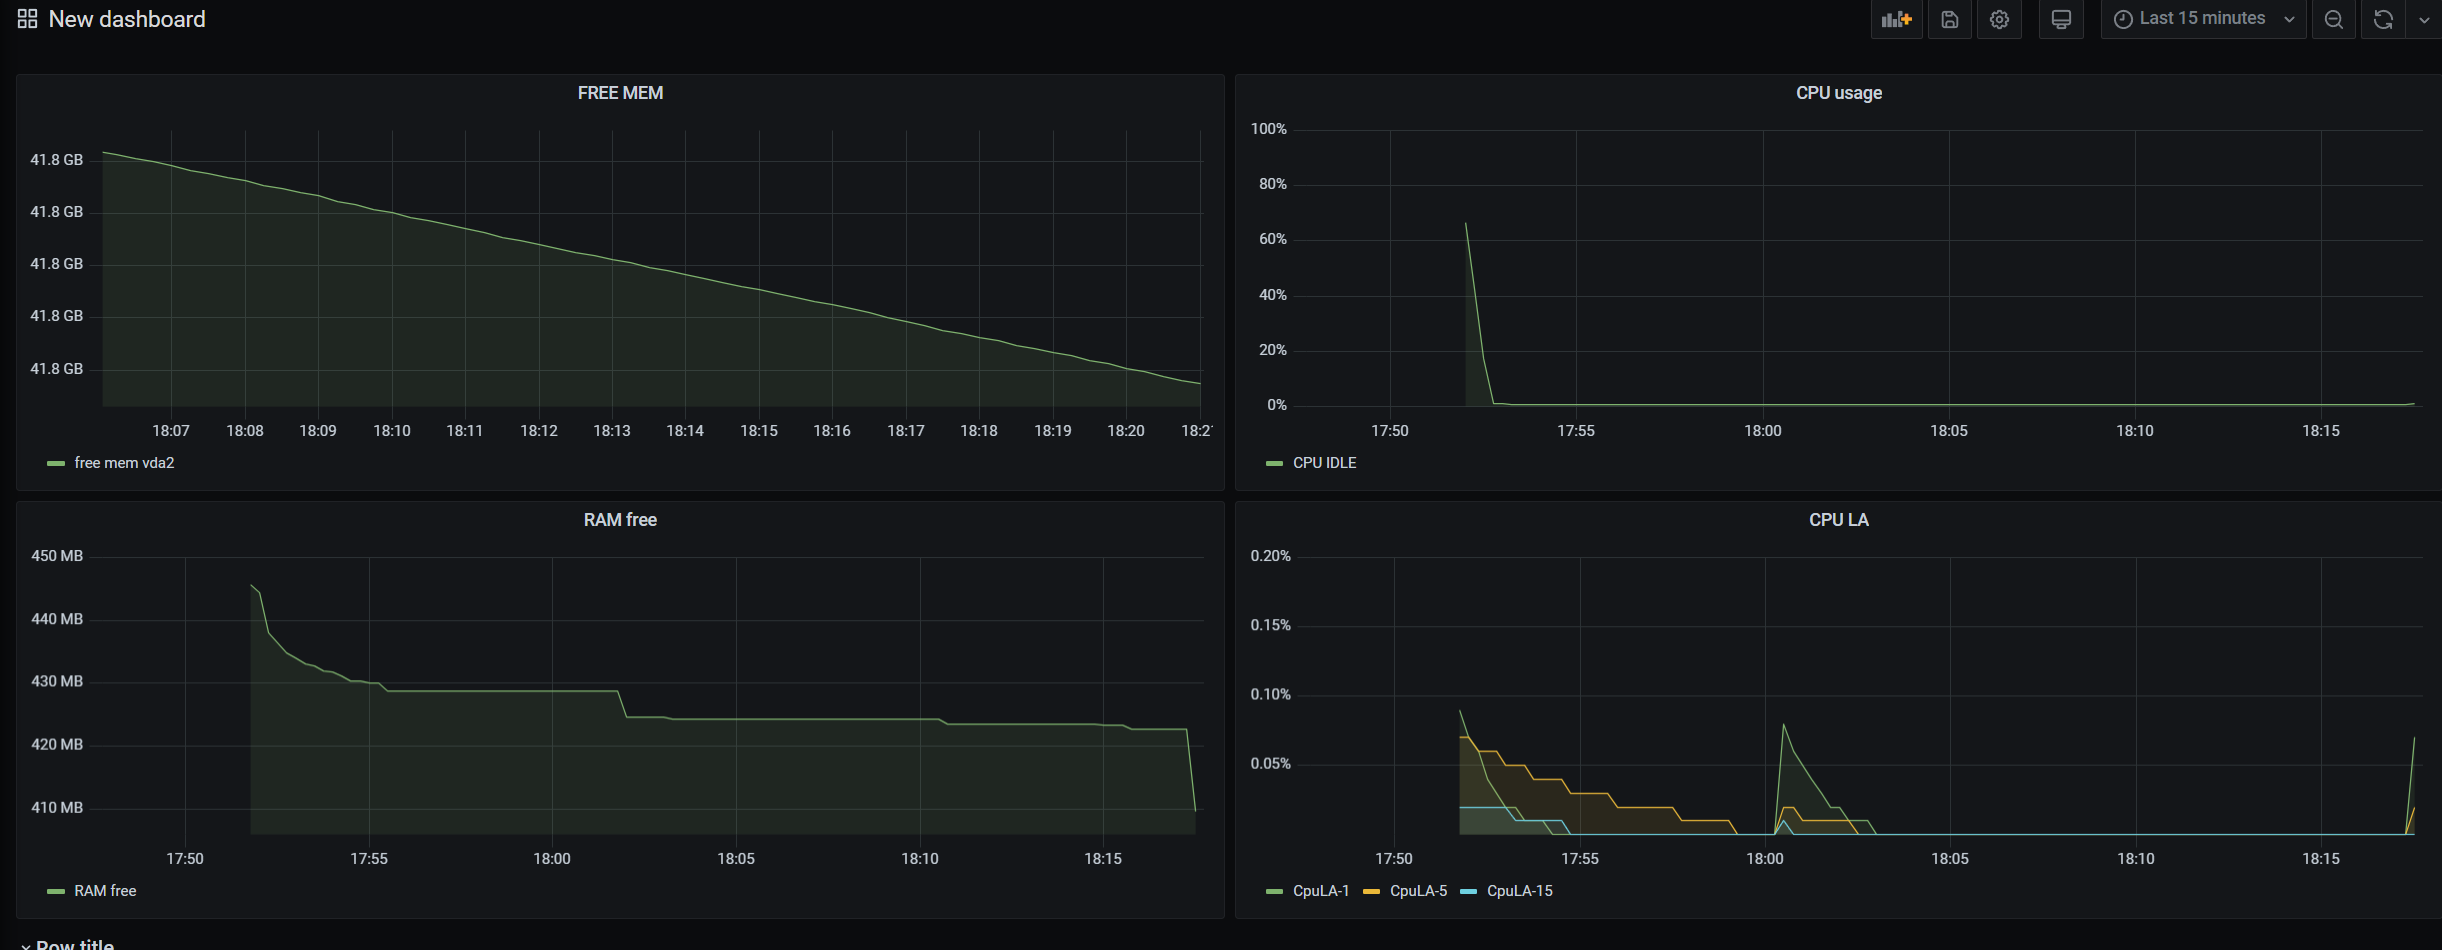 New dashboard
Last 15 minutes
FREE MEM
41.8 GB
41.8 GB
41.8 GB
41.8 GB
41.8 GB
18:07 18:08 18:09 18:10 18:11 18:12 18:13 18:14 18:15 18:16 18:17 18:18 18:19 18:20
free mem vda2
CPU usage
100%
80%
60%
40%
20%
0%
17:50 17:55 18:00 18:05 18:10 18:15
CPU IDLE
RAM free
450 MB
440 MB
430 MB
420 MB
410 MB
17:50 17:55 18:00 18:05 18:10 18:15
RAM free
CPU LA
0.20%
0.15%
0.10%
0.05%
17:50 17:55 18:00 18:05 18:10 18:15
CpuLA-1 CpuLA-5 CpuLA-15
Row title